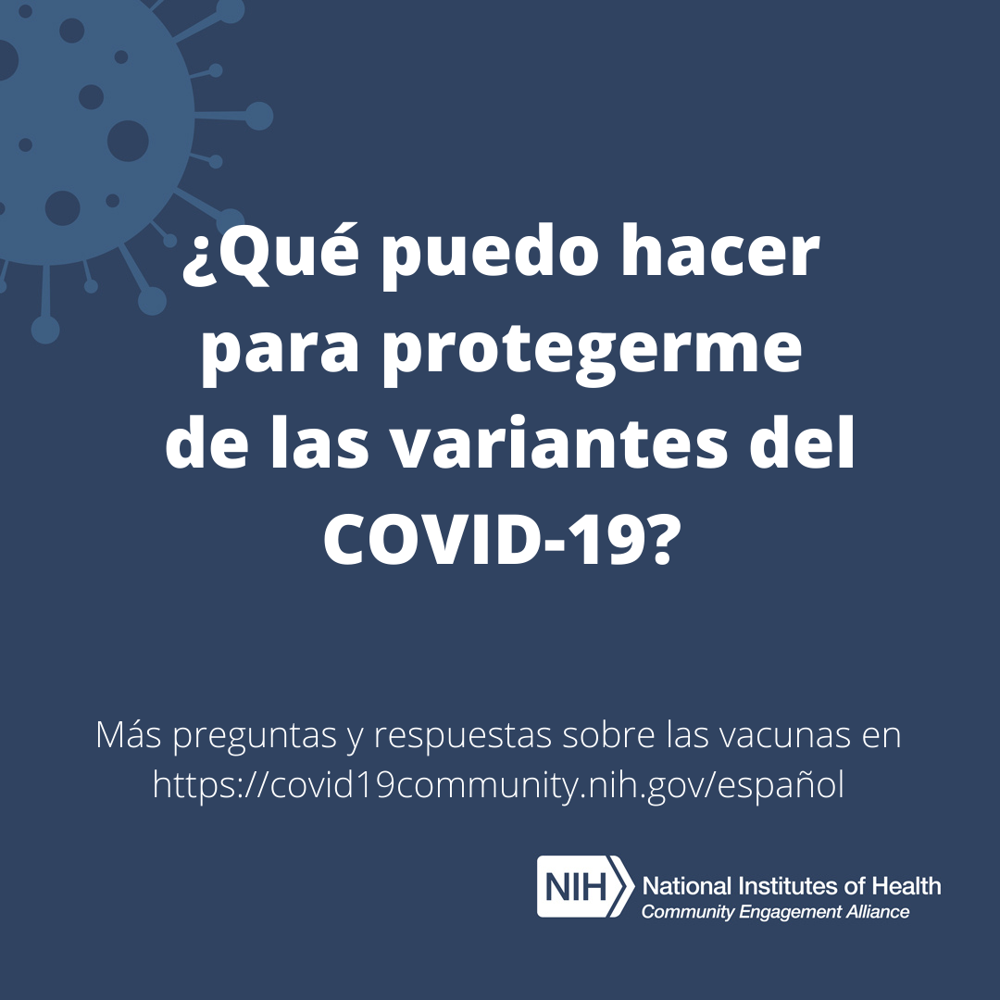 ¿Qué puedo hacer
para protegerme
de las variantes del
COVID-19?
Más preguntas y respuestas sobre las vacunas en
https://covid19community.nih.gov/español
NIH National Institutes of Health
Community Engagement Alliance